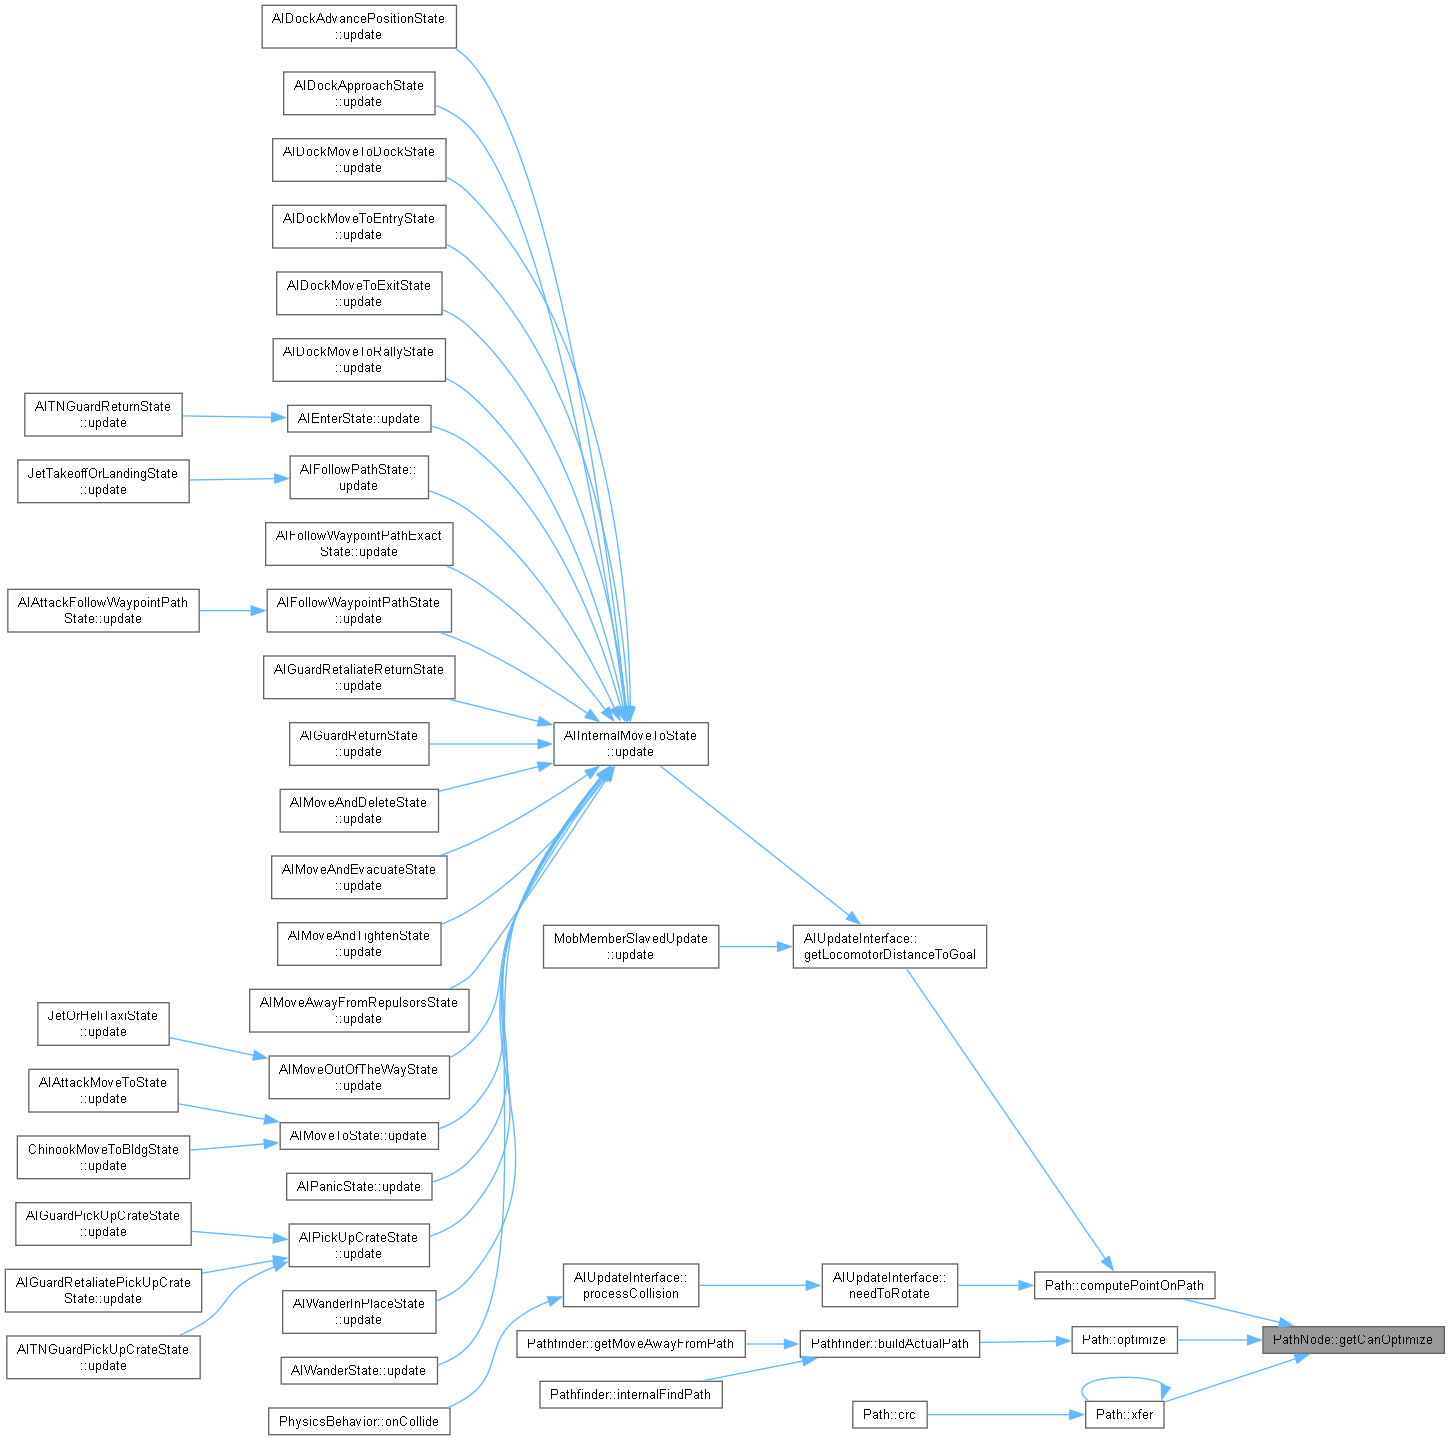 AIDockAdvancePositionState
::update
AIDockApproachState
::update
AIDockMoveToDockState
::update
AIDockMoveToEntryState
::update
AIDockMoveToExitState
::update
AIDockMoveToRallyState
::update
AITNGuardReturnState
::update
AIEnterState::update
JetTakeoffOrLandingState
::update
AIFollowPathState::
update
AIFollowWaypointPathExact
State::update
AIAttackFollowWaypointPath
State::update
AIFollowWaypointPathState
::update
AIGuardRetaliateReturnState
::update
AIGuardReturnState
::update
AIInternalMoveToState
::update
AIMoveAndDeleteState
::update
AIMoveAndEvacuateState
::update
AIMoveAndTightenState
::update
MobMemberSlavedUpdate
::update
AIUpdateInterface::
getLocomotorDistanceToGoal
AIMoveAwayFromRepulsorsState
::update
JetOrHeliTaxiState
::update
AIMoveOutOfTheWayState
::update
AIAttackMoveToState
::update
AIMoveToState::update
ChinookMoveToBldgState
::update
AIPanicState::update
AIGuardPickUpCrateState
::update
AIPickUpCrateState
::update
AIGuardRetaliatePickUpCrate
State::update
AIUpdateInterface::
processCollision
AIUpdateInterface::
needToRotate
Path::computePointOnPath
AIWanderInPlaceState
::update
AITNGuardPickUpCrateState
::update
Pathfinder::getMoveAwayFromPath
Pathfinder::buildActualPath
Path::optimize
PathNode::getCanOptimize
AIWanderState::update
Pathfinder::internalFindPath
PhysicsBehavior::onCollide
Path::crc
Path::xfer